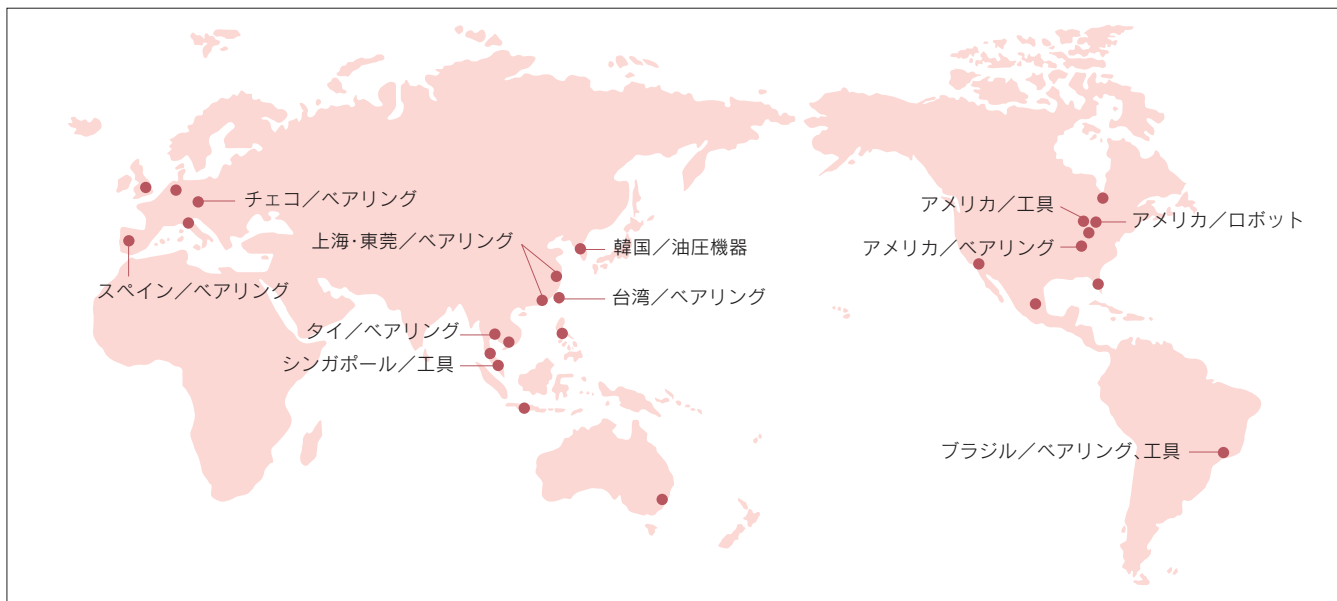 チェコ／ベアリング
スペイン／ベアリング
上海・東莞／ベアリング
韓国／油圧機器
台湾／ベアリング
タイ／ベアリング
シンガポール／工具
アメリカ／工具
アメリカ／ロボット
アメリカ／ベアリング
ブラジル／ベアリング、工具